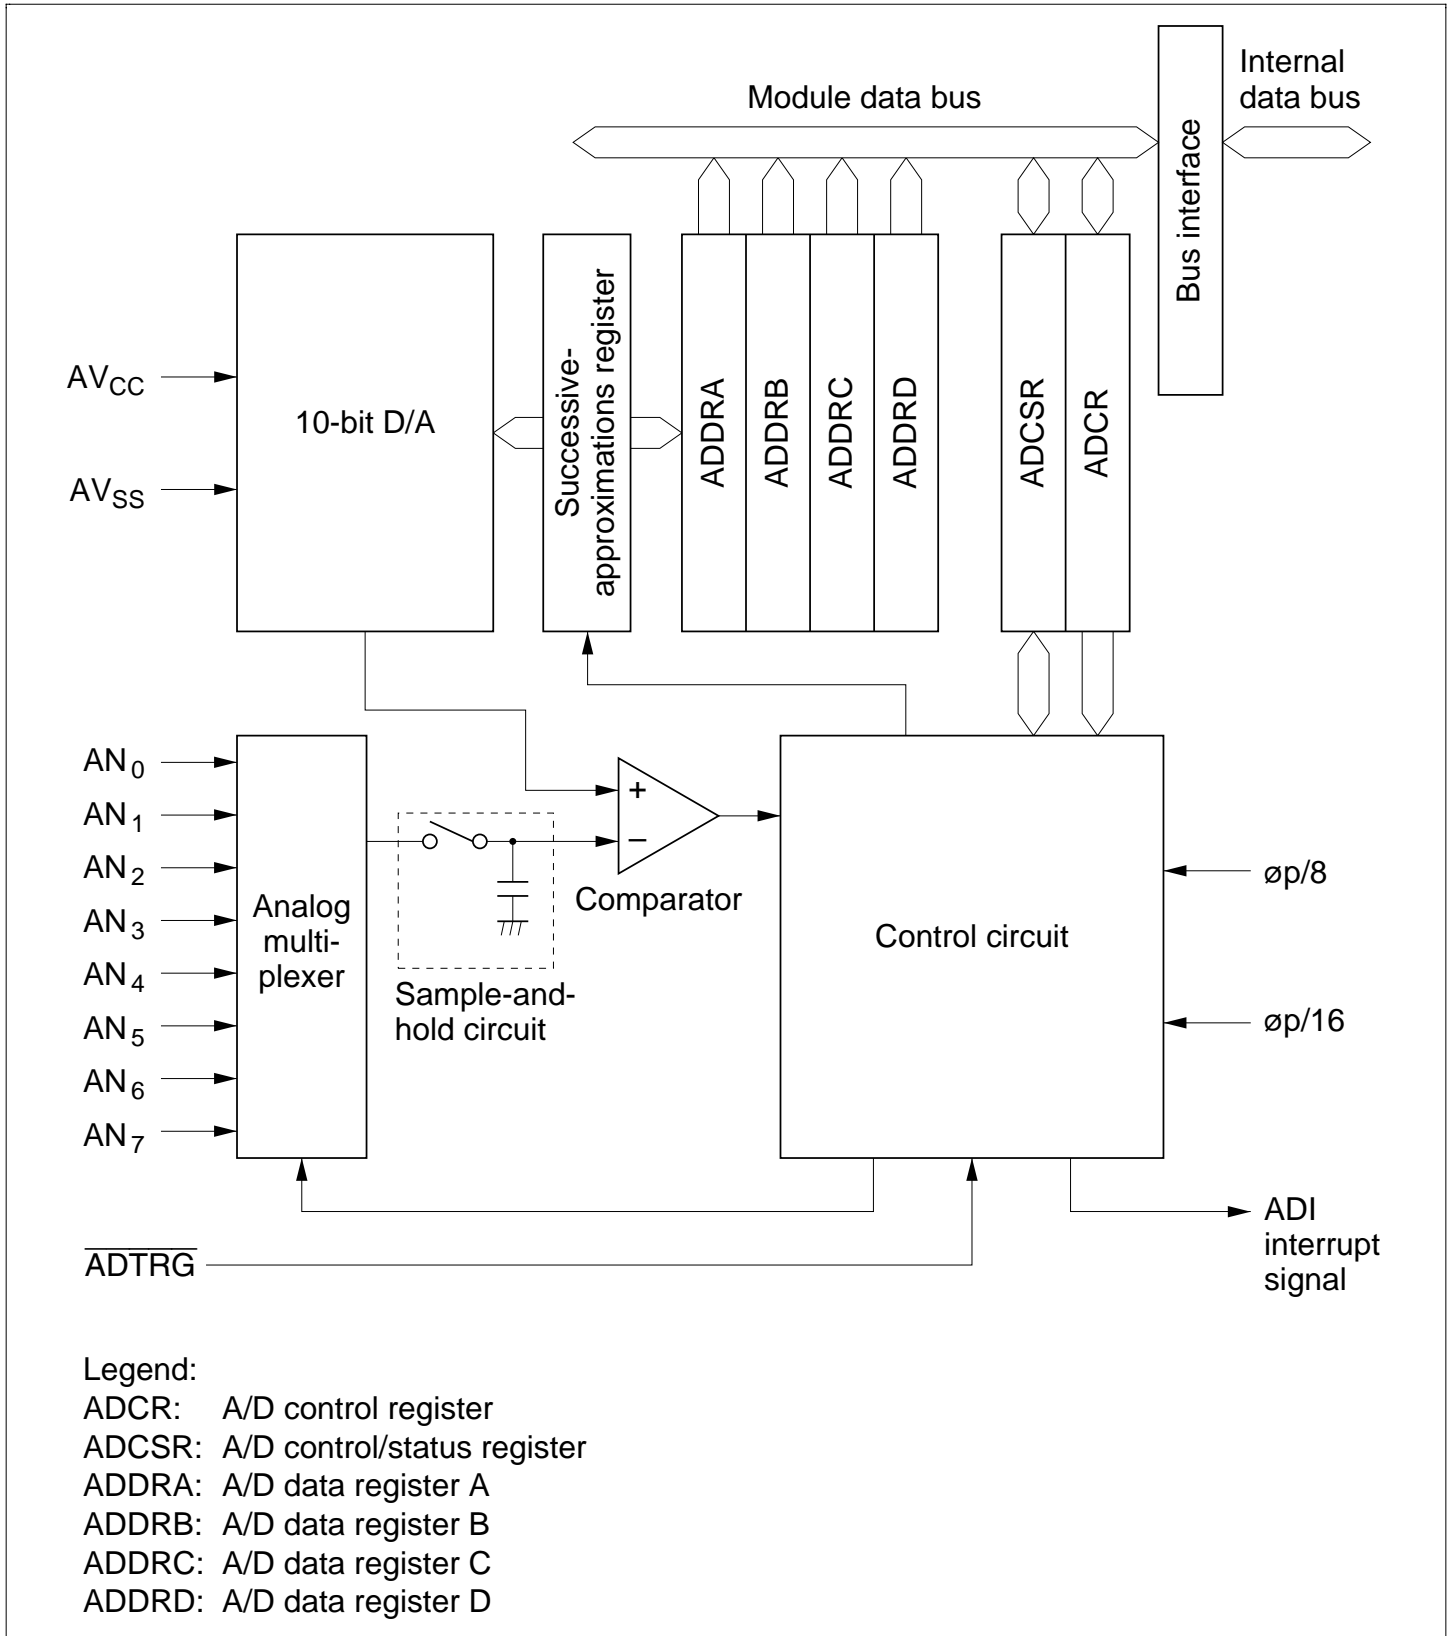 Internal
data bus
Module data bus
Bus interface
AVCC
AVSS
10-bit D/A
Successive-
approximations register
ADDRA
ADDRB
ADDRC
ADDRD
ADCSR
ADCR
AN0
AN1
AN2
AN3
AN4
AN5
AN6
AN7
Analog
multi-
plexer
+
−
Comparator
Sample-and-
hold circuit
Control circuit
øp/8
øp/16
ADI
interrupt
signal
ADTRG
Legend:
ADCR: A/D control register
ADCSR: A/D control/status register
ADDRA: A/D data register A
ADDRB: A/D data register B
ADDRC: A/D data register C
ADDRD: A/D data register D